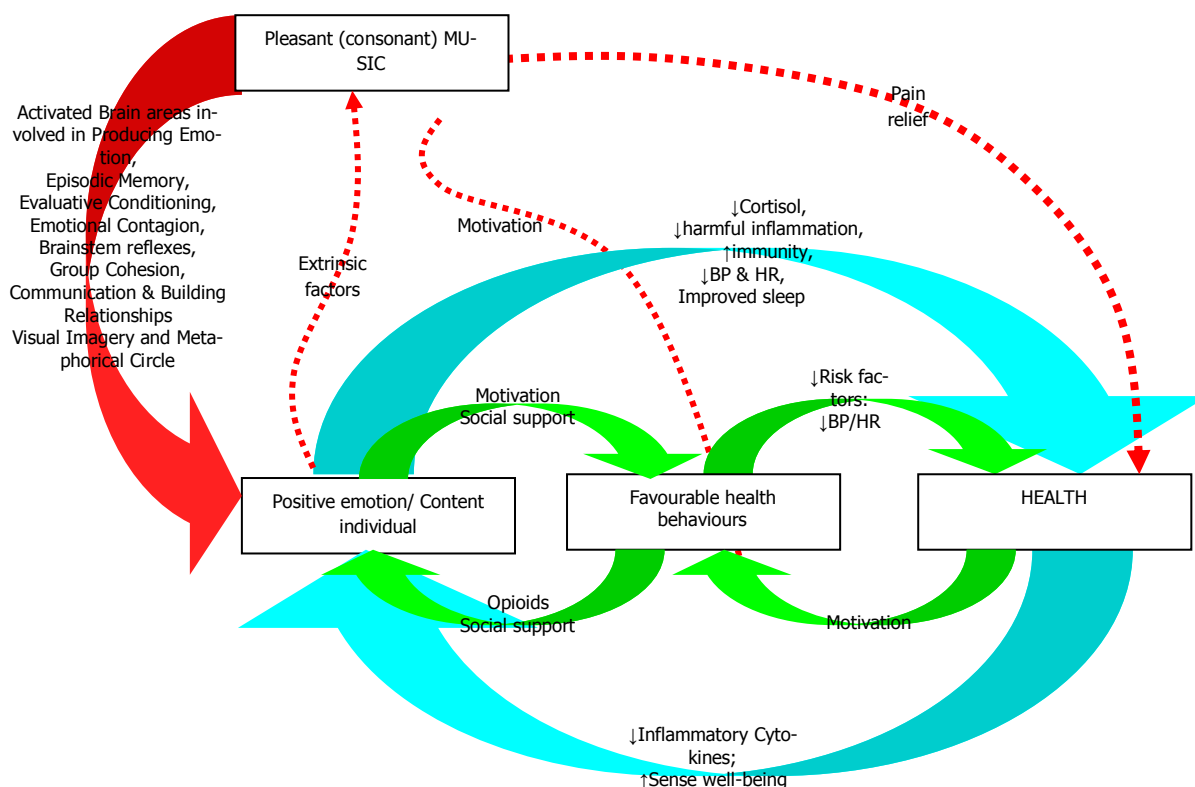 Pleasant (consonant) MU-
SIC
Pain
relief
Activated Brain areas in-
volved in Producing Emo-
tion,
Episodic Memory,
Evaluative Conditioning,
Emotional Contagion,
Brainstem reflexes,
Group Cohesion,
Communication & Building
Relationships
Visual Imagery and Meta-
phorical Circle
Extrinsic
factors
Motivation
↓Cortisol,
↓harmful inflammation,
↑immunity,
↓BP & HR,
Improved sleep
Motivation
Social support
↓Risk fac-
tors:
↓BP/HR
Positive emotion/ Content
individual
Favourable health
behaviours
HEALTH
Opioids
Social support
Motivation
↓Inflammatory Cyto-
kines;
↑Sense well-being